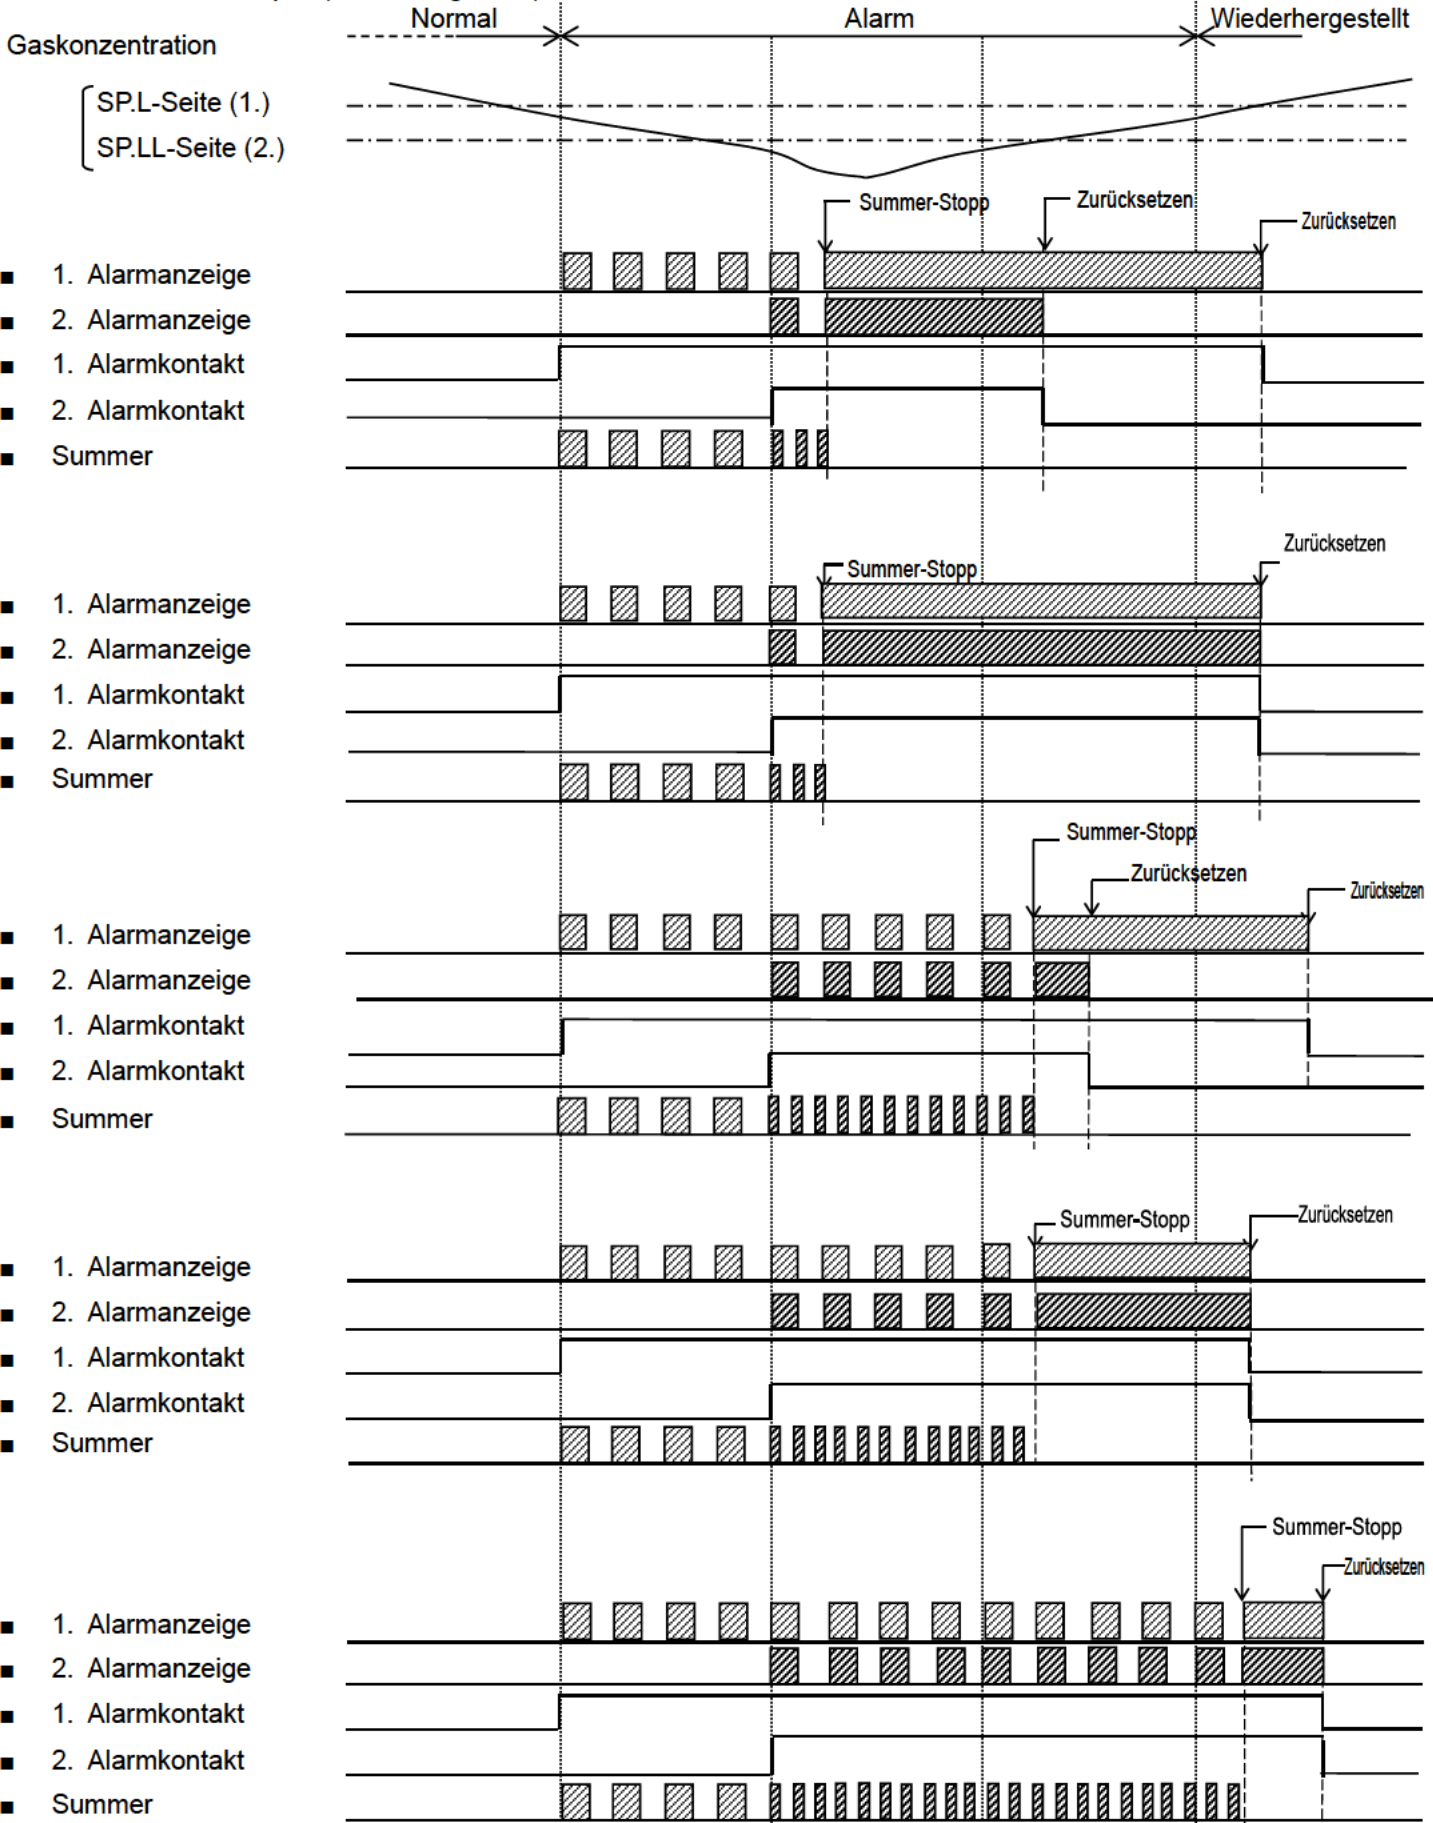 Normal Alarm Wiederhergestellt
Gaskonzentration
SP.L-Seite (1.)
SP.LL-Seite (2.)
Summer-Stopp Zurücksetzen Zurücksetzen
■ 1. Alarmanzeige
■ 2. Alarmanzeige
■ 1. Alarmkontakt
■ 2. Alarmkontakt
■ Summer
Zurücksetzen
Summer-Stopp
■ 1. Alarmanzeige
■ 2. Alarmanzeige
■ 1. Alarmkontakt
■ 2. Alarmkontakt
■ Summer
Summer-Stopp
Zurücksetzen
Zurücksetzen
■ 1. Alarmanzeige
■ 2. Alarmanzeige
■ 1. Alarmkontakt
■ 2. Alarmkontakt
■ Summer
Summer-Stopp Zurücksetzen
■ 1. Alarmanzeige
■ 2. Alarmanzeige
■ 1. Alarmkontakt
■ 2. Alarmkontakt
■ Summer
Summer-Stopp
Zurücksetzen
■ 1. Alarmanzeige
■ 2. Alarmanzeige
■ 1. Alarmkontakt
■ 2. Alarmkontakt
■ Summer